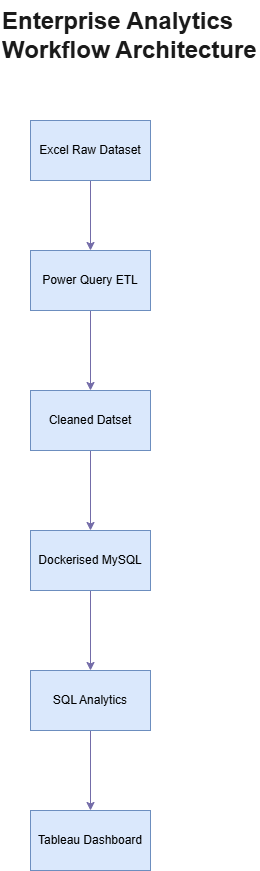 Enterprise Analytics
Workflow Architecture
Excel Raw Dataset
Power Query ETL
Cleaned Datset
Dockerised MySQL
SQL Analytics
Tableau Dashboard